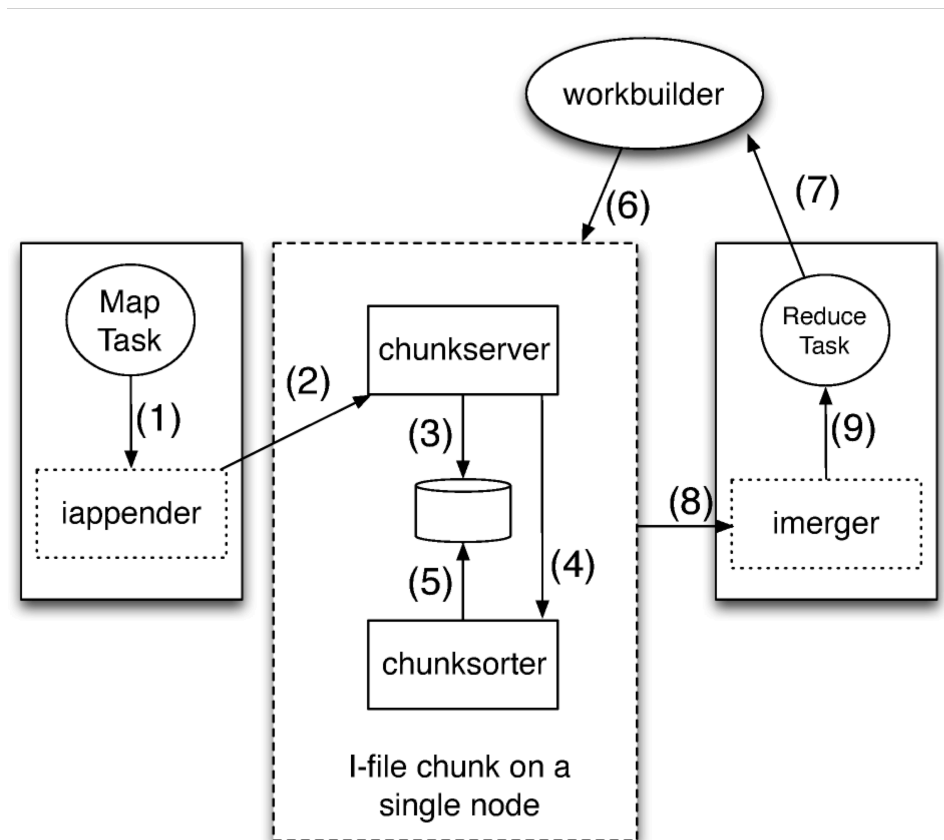 workbuilder
(6)
(7)
Map
Task
(1)
iappender
(2)
chunkserver
(3)
(4)
(5)
chunksorter
I-file chunk on a
single node
(8)
Reduce
Task
(9)
imerger